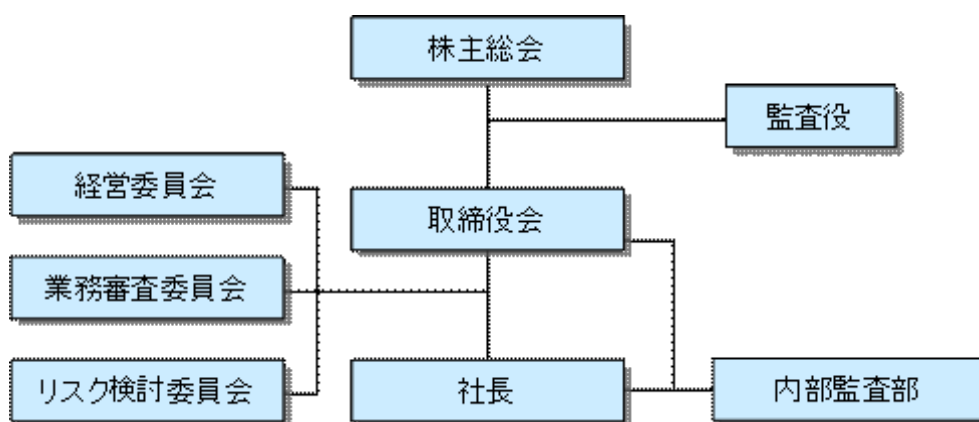 株主総会
監査役
経営委員会
取締役会
業務審査委員会
リスク検討委員会
社長
内部監査部